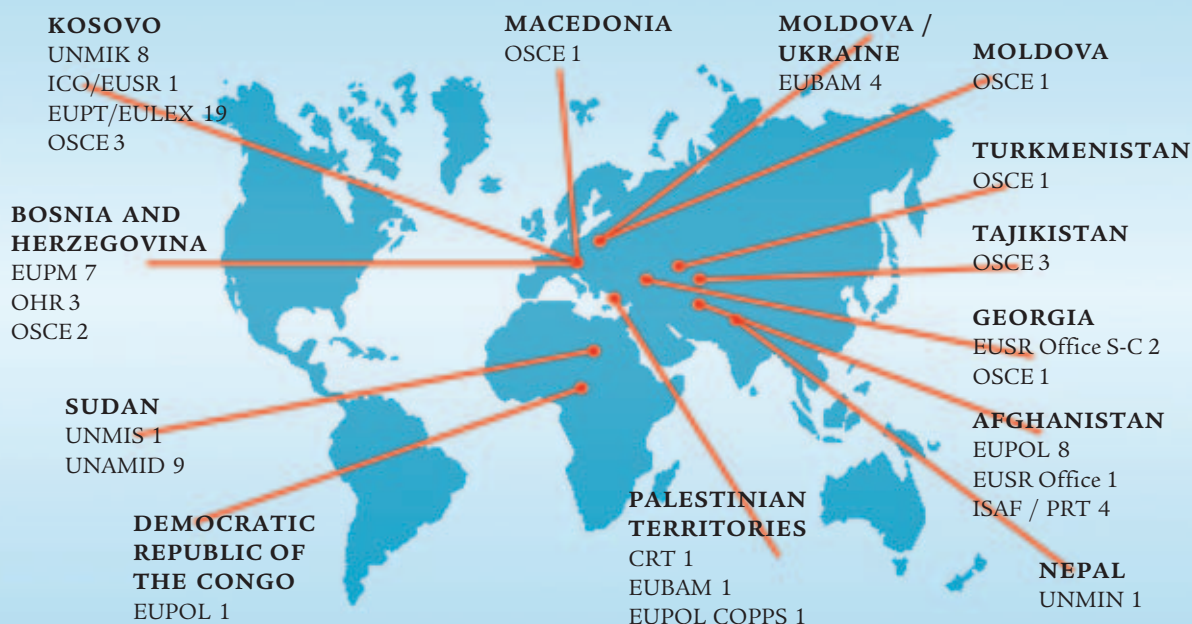 KOSOVO
UNMIK 8
ICO/EUSR 1
EUPT/EULEX 19
OSCE 3
MACEDONIA
OSCE 1
MOLDOVA /
UKRAINE
EUBAM 4
MOLDOVA
OSCE 1
TURKMENISTAN
OSCE 1
TAJIKISTAN
OSCE 3
GEORGIA
EUSR Office S-C 2
OSCE 1
AFGHANISTAN
EUPOL 8
EUSR Office 1
ISAF / PRT 4
NEPAL
UNMIN 1
BOSNIA AND
HERZEGOVINA
EUPM 7
OHR 3
OSCE 2
SUDAN
UNMIS 1
UNAMID 9
DEMOCRATIC
REPUBLIC OF
THE CONGO
EUPOL 1
PALESTINIAN
TERRITORIES
CRT 1
EUBAM 1
EUPOL COPPS 1